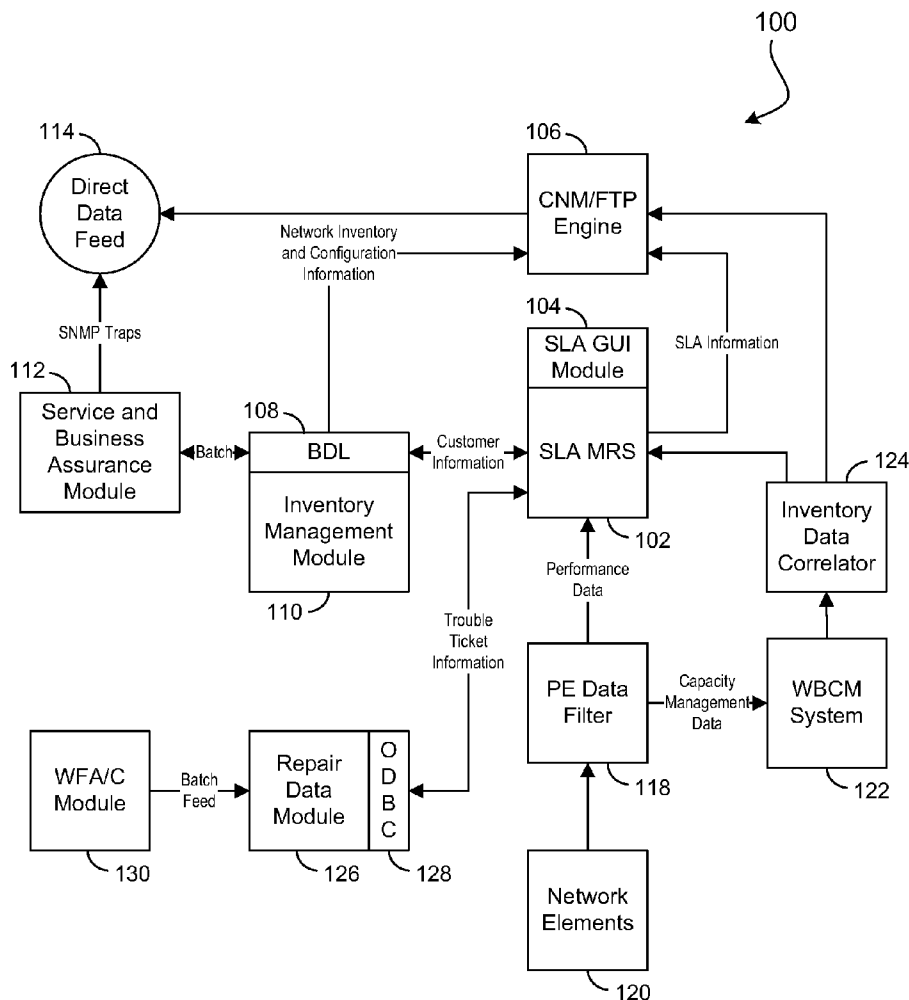 100
114
Direct
Data
Feed
106
CNM/FTP
Engine
Network Inventory
and Configuration
Information
SNMP Traps
104
SLA GUI
Module
SLA Information
112
Service and
Business
Assurance
Module
Batch
108
BDL
Customer
Information
SLA MRS
124
Inventory
Data
Correlator
Inventory
Management
Module
102
110
Performance
Data
Trouble
Ticket
Information
PE Data
Filter
Capacity
Management
Data
WBCM
System
118
122
WFA/C
Module
Batch
Feed
Repair
Data
Module
O
D
B
C
130
126
128
Network
Elements
120